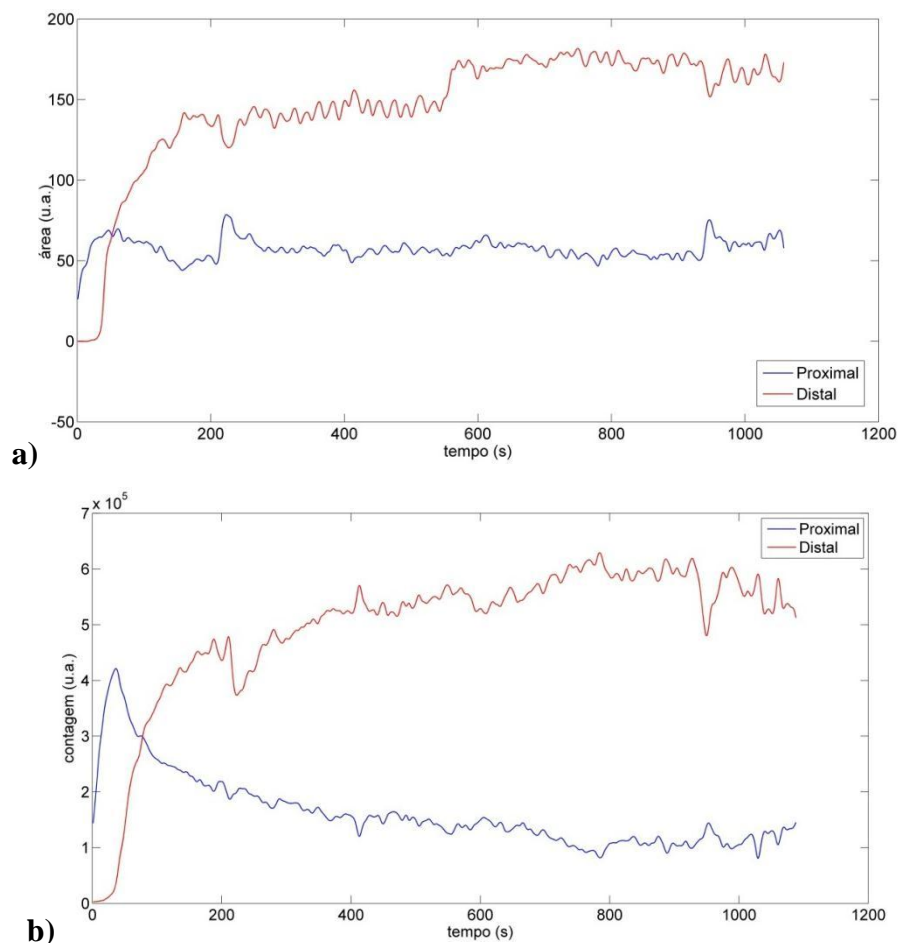 200
150
100
50
0
-50
área (u.a.)
0 200 400 600 800 1000 1200
tempo (s)
Proximal
Distal
a)
7 x 10^5
6
5
4
3
2
1
0
contagem (u.a.)
0 200 400 600 800 1000 1200
tempo (s)
Proximal
Distal
b)